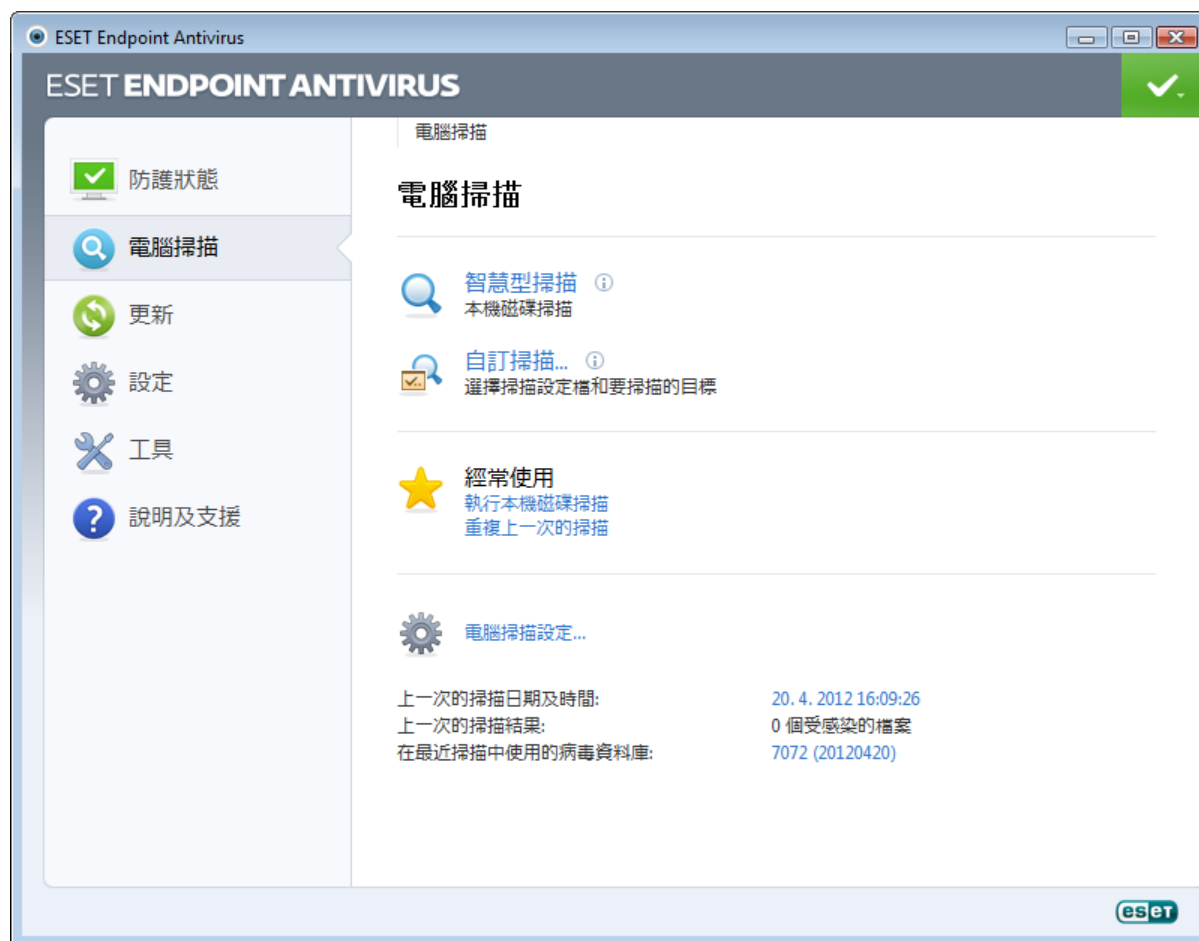 ESET Endpoint Antivirus
ESET ENDPOINT ANTIVIRUS
電腦掃描
防護狀態
電腦掃描
更新
設定
工具
說明及支援
電腦掃描
智慧型掃描
本機磁碟掃描
自訂掃描...
選擇掃描設定檔和要掃描的目標
經常使用
執行本機磁碟掃描
重複上一次的掃描
電腦掃描設定...
上一次的掃描日期及時間: 20. 4. 2012 16:09:26
上一次的掃描結果: 0 個受感染的檔案
在最近掃描中使用的病毒資料庫: 7072 (20120420)
eseT